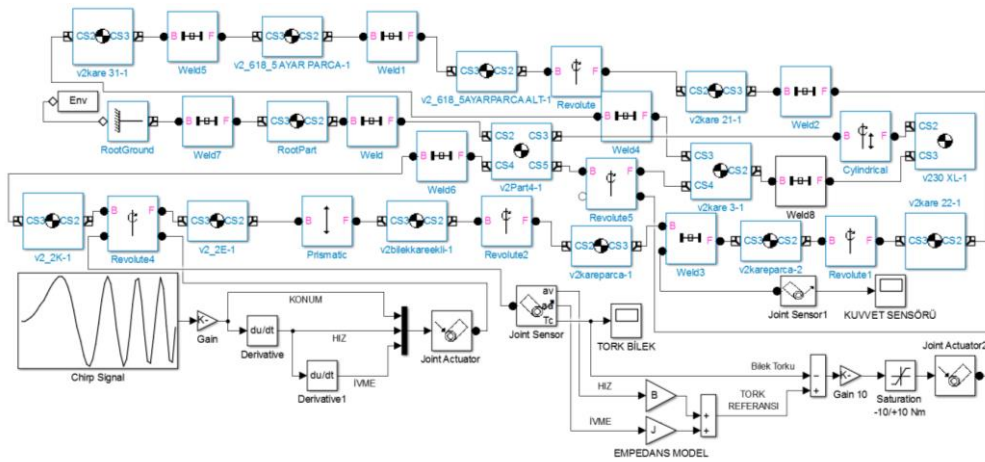 CS2 CS3
v2kare 31-1
B F
Weld5
CS3 CS2
v2_618_5 AYAR PARCA-1
B F
Weld1
CS3 CS2
v2_618_5AYARPARCA ALT-1
B F
Revolute
CS3 CS2
v2kare 21-1
B F
Weld2
Env
RootGround
B F
Weld7
CS3 CS2
RootPart
B F
Weld
B F
Weld6
CS2 CS3
CS4 CS5
v2Part4-1
B F
Weld4
B F
Revolute5
CS3 CS2
CS4
v2kare 3-1
B F
Weld8
B F
Cylindrical
CS2
CS3
v230 XL-1
CS3 CS2
v2_2K-1
B F
Revolute4
CS3 CS2
v2_2E-1
B F
Prismatic
CS3 CS2
v2bilekkareekli-1
B F
Revolute2
CS2 CS3
v2kareparca-1
B F
Weld3
CS3 CS2
v2kareparca-2
B F
Revolute1
v2kare 22-1
CS3 CS2
Chirp Signal
K-
Gain
du/dt
Derivative
du/dt
Derivative1
KONUM
HIZ
İVME
Joint Actuator
Joint Sensor
av
Tc
TORK BİLEK
Joint Sensor1
KUVVET SENSÖRÜ
HIZ
B
İVME
J
EMPEDANS MODEL
+
+
TORK
REFERANSI
Bilek Torku
−
+
K-
Gain 10
Saturation
-10/+10 Nm
Joint Actuator2